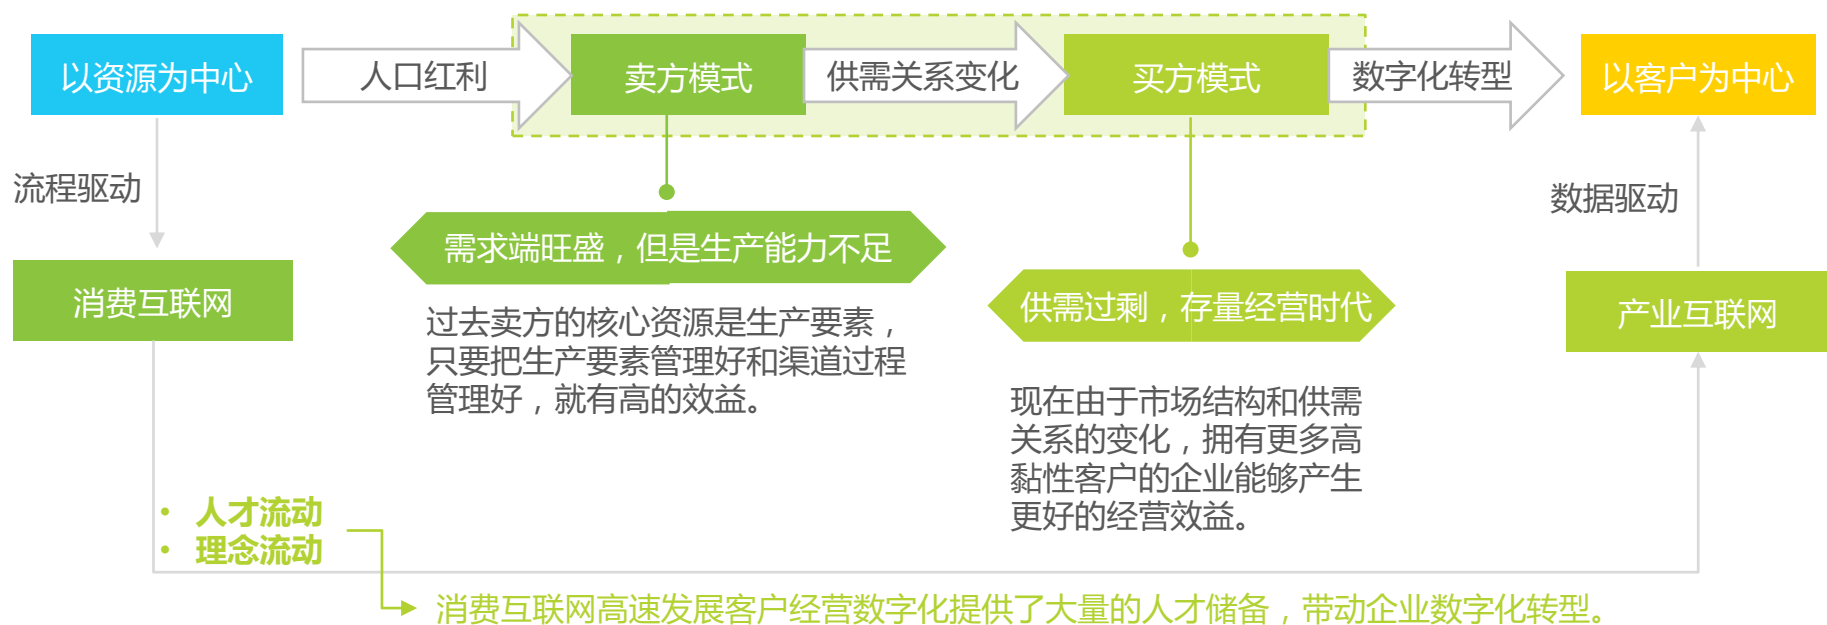 以资源为中心
人口红利
卖方模式
供需关系变化
买方模式
数字化转型
以客户为中心
流程驱动
数据驱动
消费互联网
需求端旺盛，但是生产能力不足
过去卖方的核心资源是生产要素，
只要把生产要素管理好和渠道过程
管理好，就有高的效益。
供需过剩，存量经营时代
现在由于市场结构和供需
关系的变化，拥有更多高
黏性客户的企业能够产生
更好的经营效益。
产业互联网
• 人才流动
• 理念流动
消费互联网高速发展客户经营数字化提供了大量的人才储备，带动企业数字化转型。